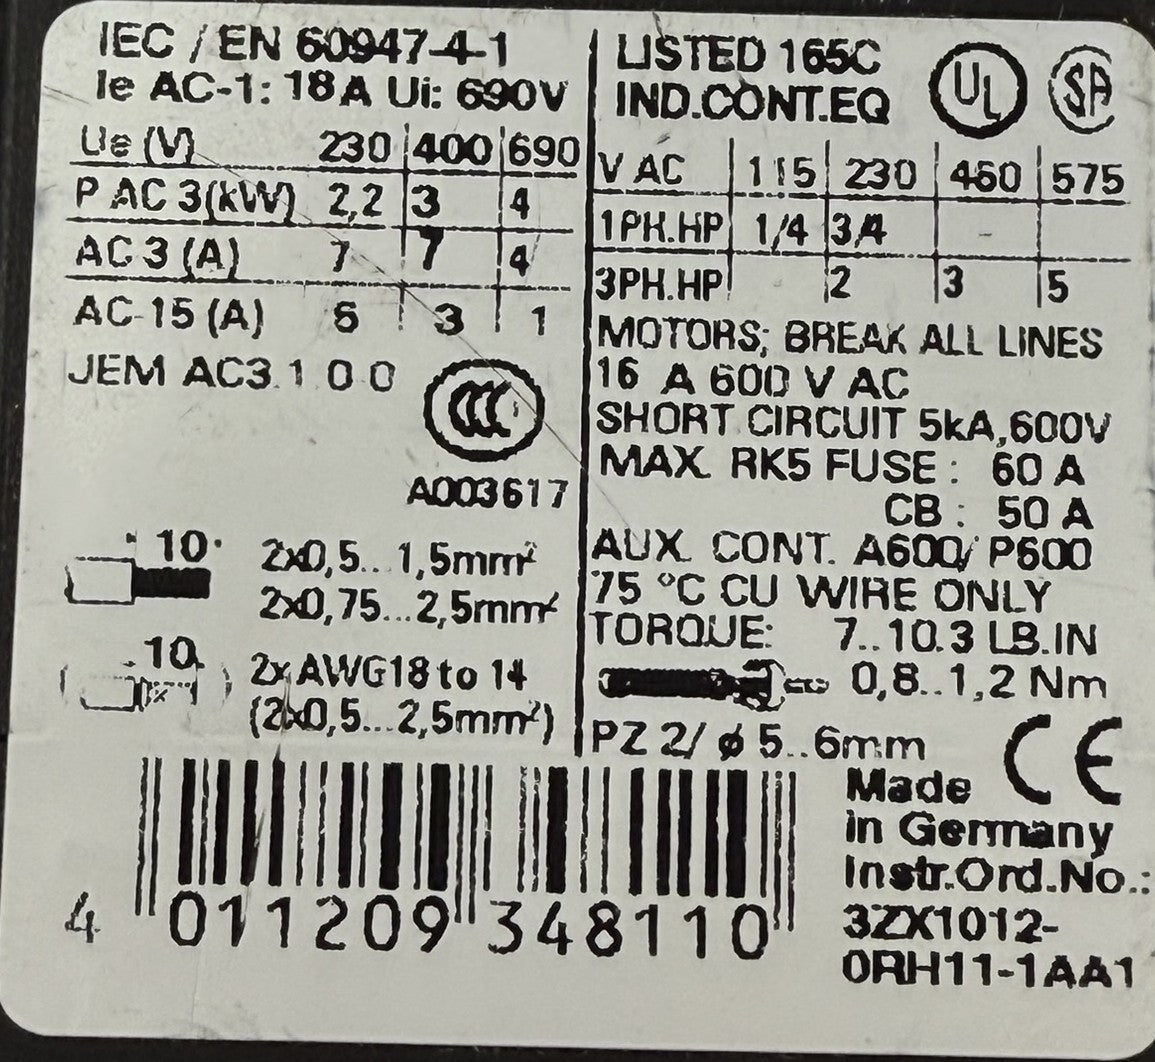 IEC / EN 60947-4-1
Ie AC-1: 18A Ui: 690V
Ue (V) 230 400 690
P AC 3(kW) 2,2 3 4
AC 3 (A) 7 7 4
AC-15 (A) 6 3 1
JEM AC3 1 0 0
CCC
A003617
10 2x0,5...1,5mm²
2x0,75...2,5mm²
10 2x AWG18 to 14
(2x0,5...2,5mm²)
LISTED 165C UL SA
IND.CONT.EQ
V AC 115 230 460 575
1PH.HP 1/4 3/4 -
3PH.HP 2 3 5
MOTORS; BREAK ALL LINES
16 A 600 V AC
SHORT CIRCUIT 5kA,600V
MAX. RK5 FUSE: 60 A
CB: 50 A
AUX. CONT. A600/ P600
75 °C CU WIRE ONLY
TORQUE: 7..10.3 LB.IN
0,8..1,2 Nm
PZ 2/ ø 5..6mm
CE
Made
in Germany
Instr.Ord.No.:
3ZX1012-
0RH11-1AA1
4 011209 348110